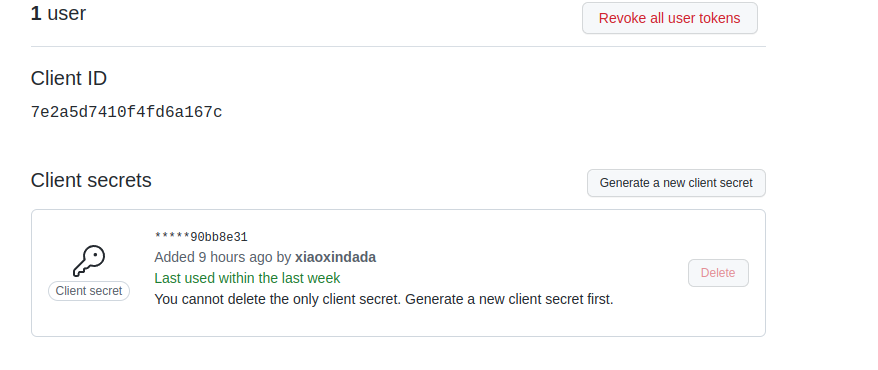 1 user
Revoke all user tokens
Client ID
7e2a5d7410f4fd6a167c
Client secrets
Generate a new client secret
*****90bb8e31
Added 9 hours ago by xiaoxindada
Last used within the last week
You cannot delete the only client secret. Generate a new client secret first.
Client secret
Delete